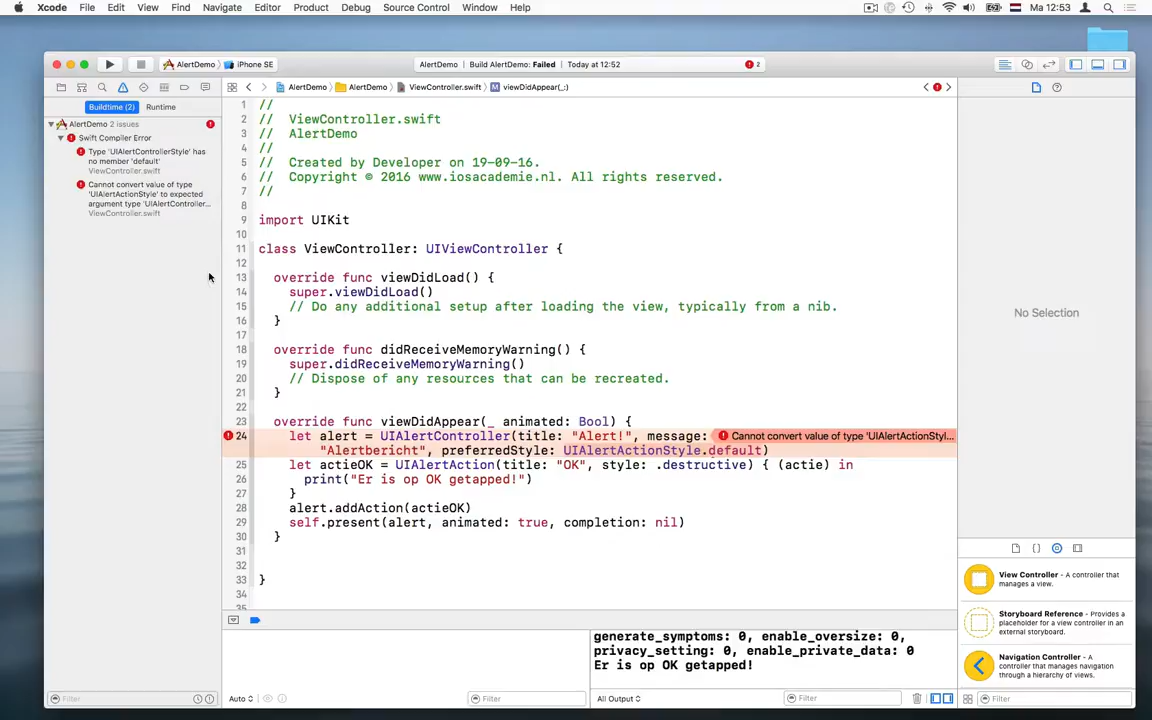 Xcode File Edit View Find Navigate Editor Product Debug Source Control Window Help Ma 12:53
AlertDemo iPhone SE AlertDemo Build AlertDemo: Failed Today at 12:52 2
AlertDemo AlertDemo ViewController.swift viewDidAppear(_:)
Buildtime (2) Runtime
AlertDemo 2 issues
Swift Compiler Error
Type 'UIAlertControllerStyle' has
no member 'default'
ViewController.swift
Cannot convert value of type
'UIAlertActionStyle' to expected
argument type 'UIAlertController...
ViewController.swift
1 //
2 // ViewController.swift
3 // AlertDemo
4 //
5 // Created by Developer on 19-09-16.
6 // Copyright © 2016 www.iosacademie.nl. All rights reserved.
7 //
8
9 import UIKit
10
11 class ViewController: UIViewController {
12
13 override func viewDidLoad() {
14 super.viewDidLoad()
15 // Do any additional setup after loading the view, typically from a nib.
16 }
17
18 override func didReceiveMemoryWarning() {
19 super.didReceiveMemoryWarning()
20 // Dispose of any resources that can be recreated.
21 }
22
23 override func viewDidAppear(_ animated: Bool) {
24 let alert = UIAlertController(title: "Alert!", message: Cannot convert value of type 'UIAlertActionStyl...
"Alertbericht", preferredStyle: UIAlertActionStyle.default)
25 let actieOK = UIAlertAction(title: "OK", style: .destructive) { (actie) in
26 print("Er is op OK getapped!")
27 }
28 alert.addAction(actieOK)
29 self.present(alert, animated: true, completion: nil)
30 }
31
32
33 }
34
35
No Selection
View Controller - A controller that
manages a view.
Storyboard Reference - Provides a
placeholder for a view controller in an
external storyboard.
Navigation Controller - A
controller that manages navigation
through a hierarchy of views.
generate_symptoms: 0, enable_oversize: 0,
privacy_setting: 0, enable_private_data: 0
Er is op OK getapped!
Filter Auto Filter All Output Filter Filter